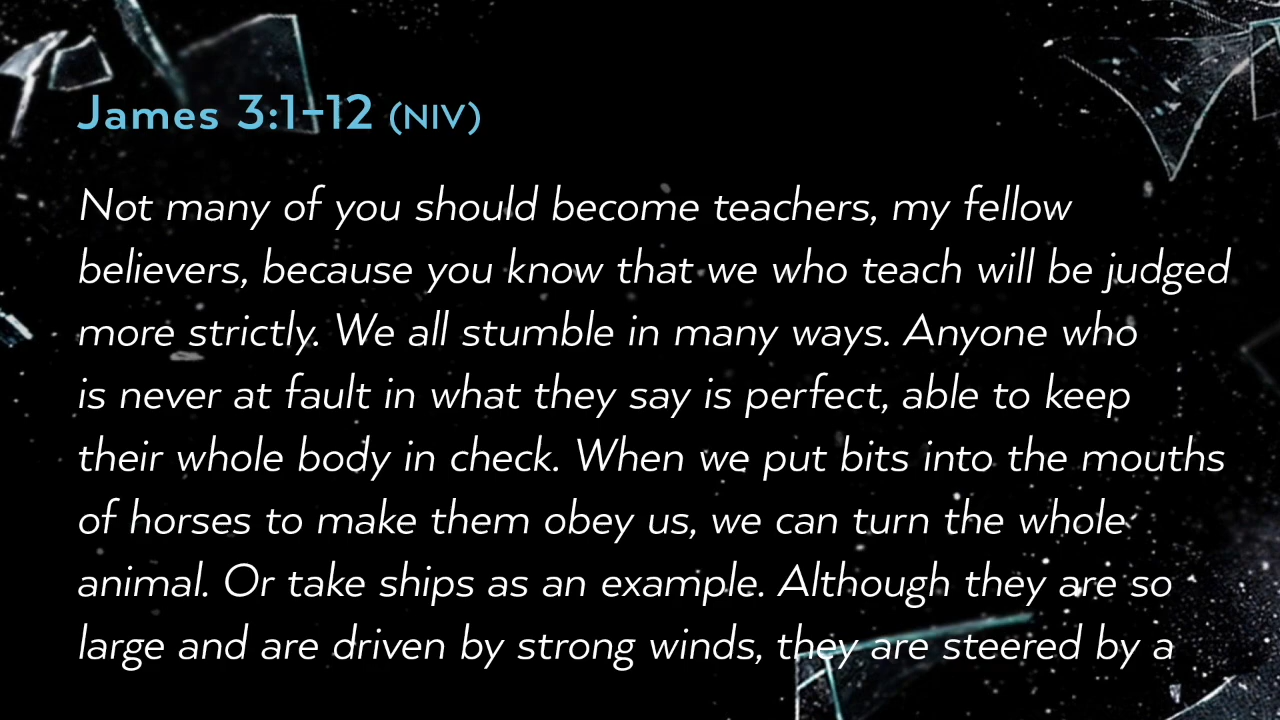 James 3:1–12 (NIV)
Not many of you should become teachers, my fellow
believers, because you know that we who teach will be judged
more strictly. We all stumble in many ways. Anyone who
is never at fault in what they say is perfect, able to keep
their whole body in check. When we put bits into the mouths
of horses to make them obey us, we can turn the whole
animal. Or take ships as an example. Although they are so
large and are driven by strong winds, they are steered by a